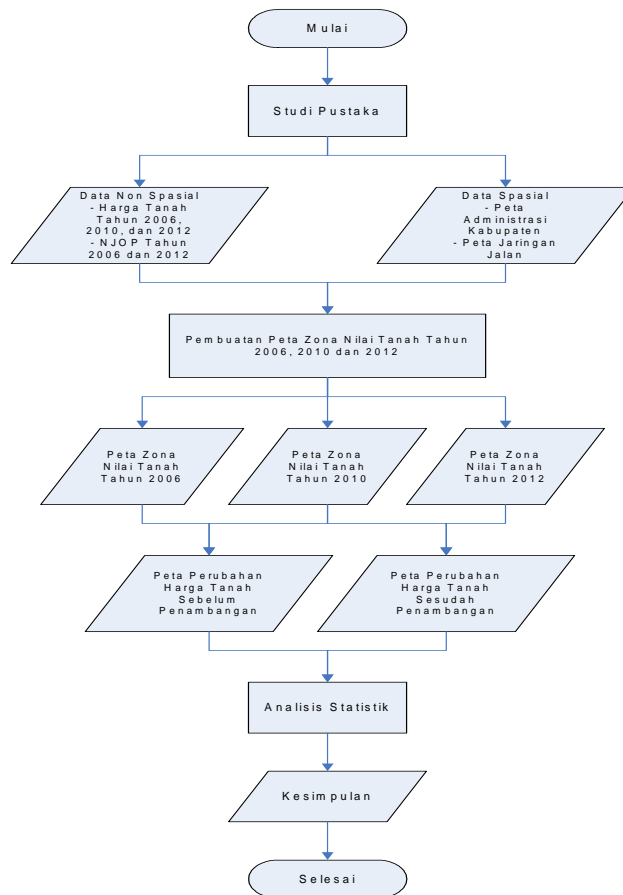 Mulai
Studi Pustaka
Data Non Spasial
- Harga Tanah
Tahun 2006,
2010, dan 2012
- NJOP Tahun
2006 dan 2012
Data Spasial
- Peta
Administrasi
Kabupaten
- Peta Jaringan
Jalan
Pembuatan Peta Zona Nilai Tanah Tahun
2006, 2010 dan 2012
Peta Zona
Nilai Tanah
Tahun 2006
Peta Zona
Nilai Tanah
Tahun 2010
Peta Zona
Nilai Tanah
Tahun 2012
Peta Perubahan
Harga Tanah
Sebelum
Penambangan
Peta Perubahan
Harga Tanah
Sesudah
Penambangan
Analisis Statistik
Kesimpulan
Selesai